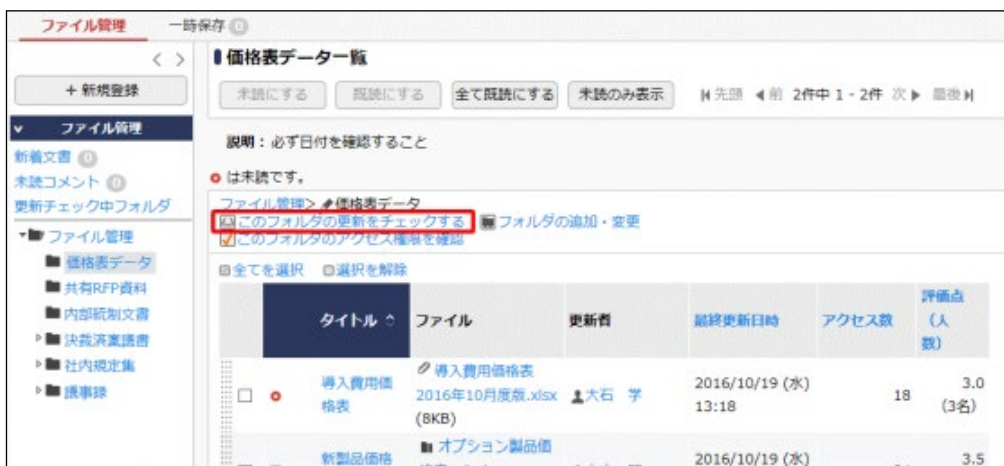 ファイル管理 一時保存 0
< >
価格表データ一覧
+ 新規登録
未読にする 既読にする 全て既読にする 未読のみ表示 先頭 前 2件中 1 - 2件 次 最後
ファイル管理
説明：必ず日付を確認すること
新着文書 0
未読コメント 0
更新チェック中フォルダ
は未読です。
ファイル管理> 価格表データ
このフォルダの更新をチェックする フォルダの追加・変更
このフォルダのアクセス権限を確認
ファイル管理
価格表データ
共有RFP資料
内部統制文書
決裁済稟議書
社内規定集
議事録
全てを選択 選択を解除
タイトル ファイル 更新者 最終更新日時 アクセス数 評価点
（人
数）
導入費用価
格表
導入費用価格表
2016年10月度版.xlsx
(8KB)
大石 学
2016/10/19 (水)
13:18
18
3.0
(3名)
新製品価格
オプション製品価
2016/10/19 (水)
3.5